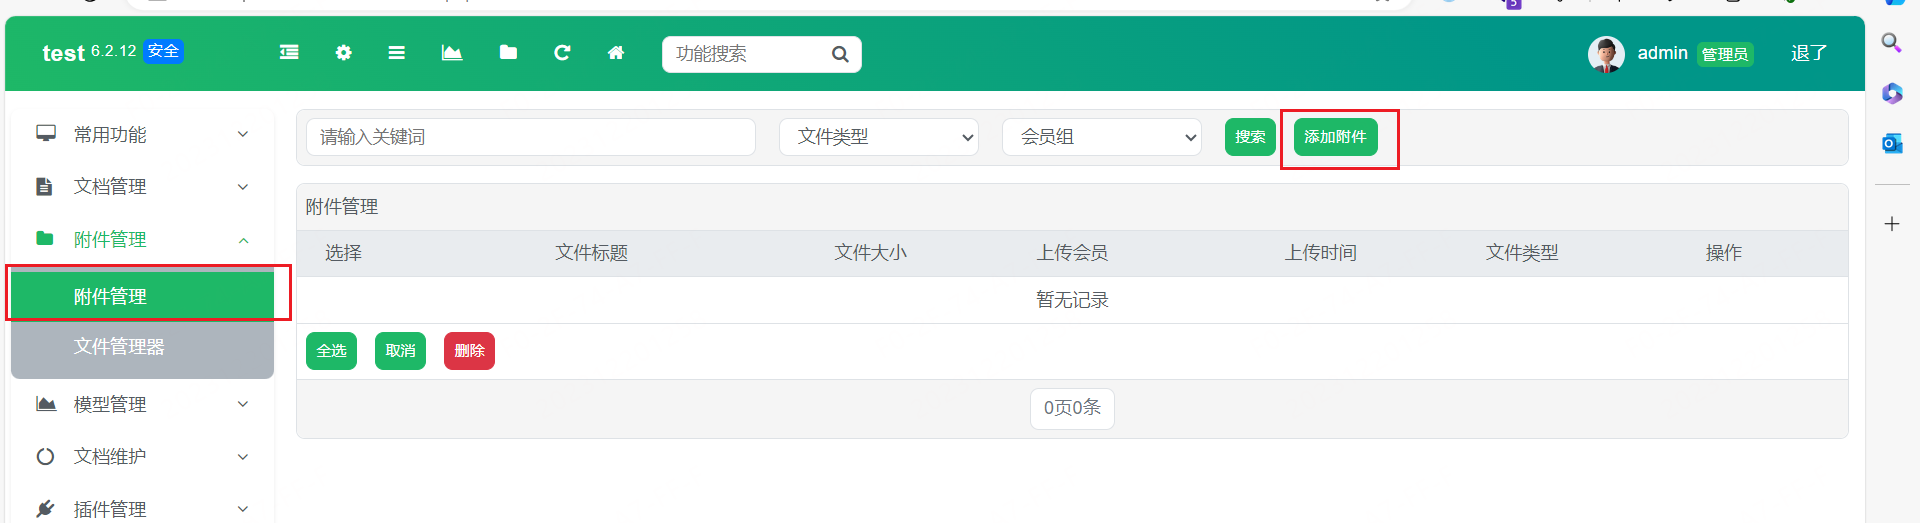 test 6.2.12 安全 功能搜索 admin 管理员 退了
常用功能
文档管理
附件管理
附件管理
文件管理器
模型管理
文档维护
插件管理
请输入关键词 文件类型 会员组 搜索 添加附件
附件管理
选择 文件标题 文件大小 上传会员 上传时间 文件类型 操作
暂无记录
全选 取消 删除
0页0条
5